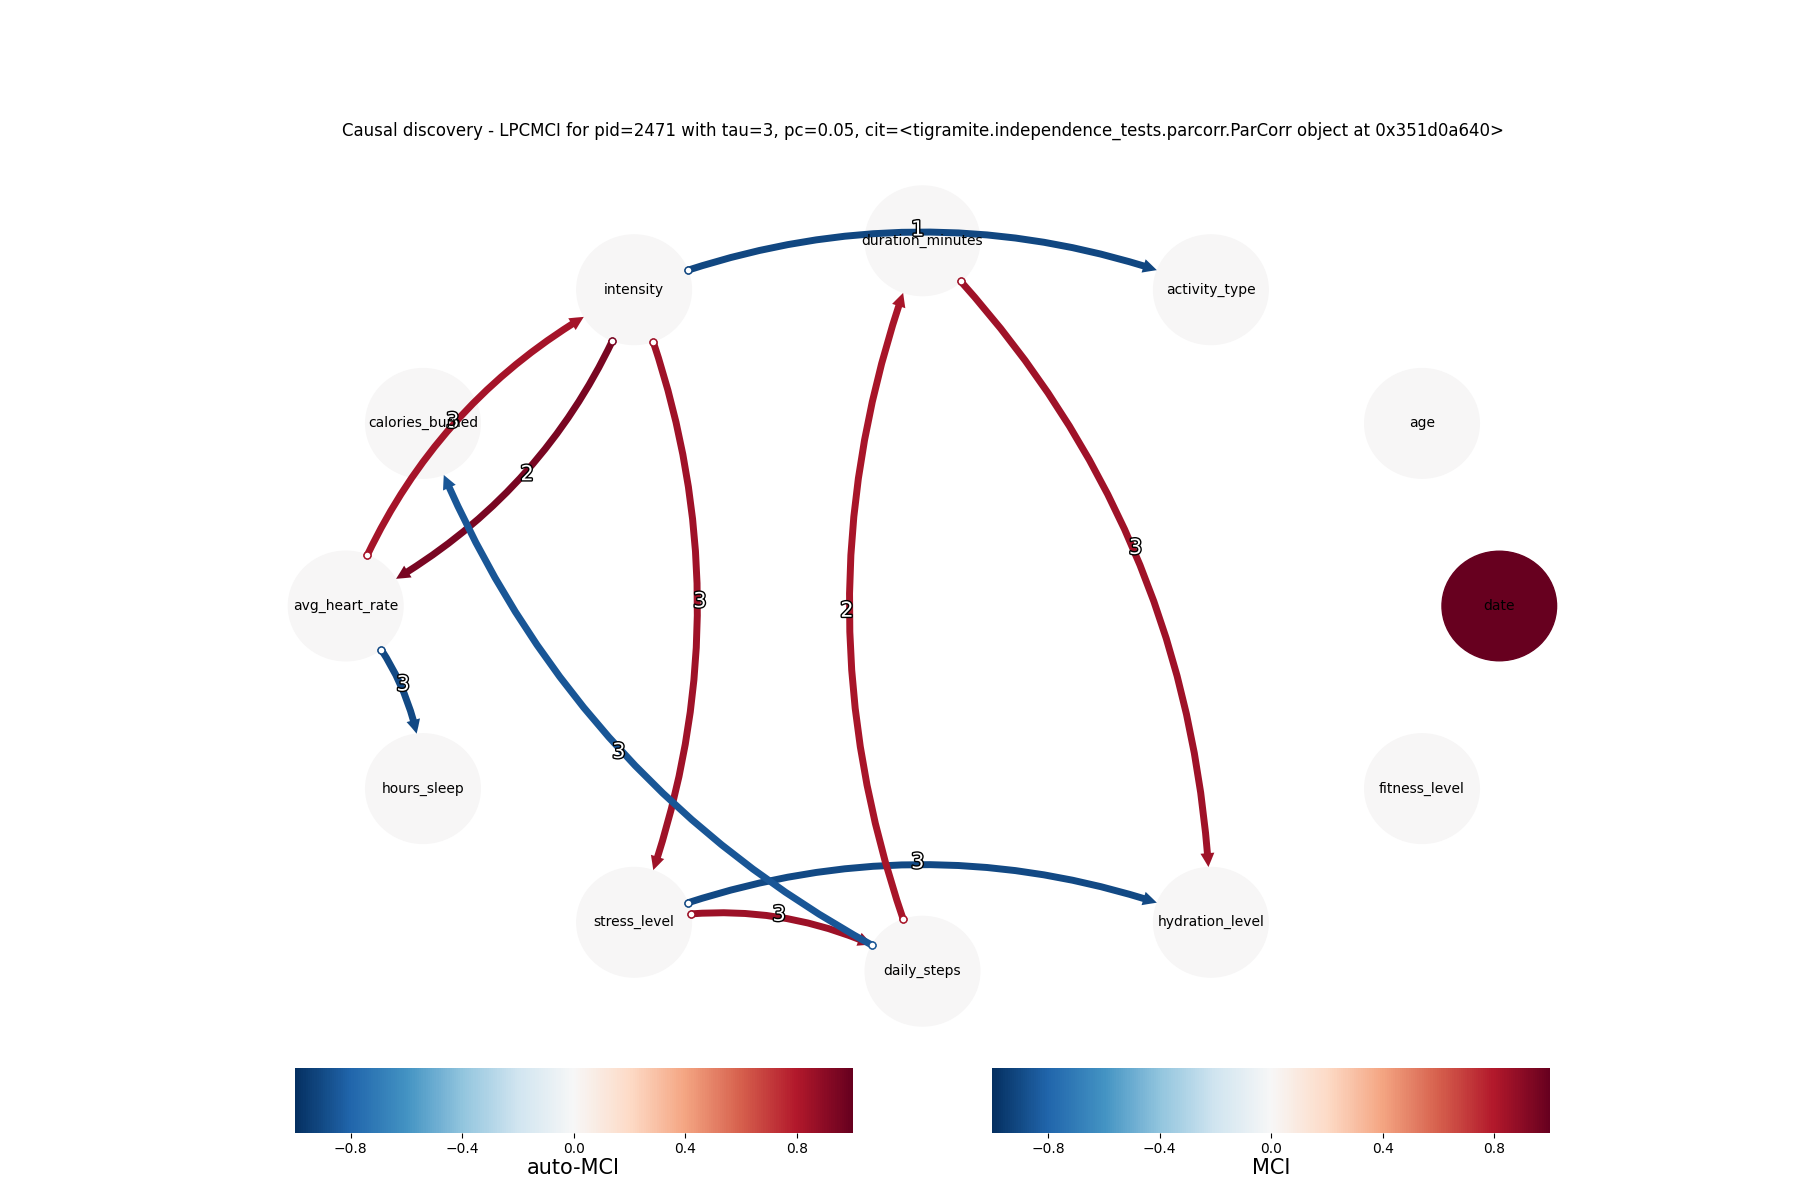 Causal discovery - LPCMCI for pid=2471 with tau=3, pc=0.05, cit=<tigramite.independence_tests.parcorr.ParCorr object at 0x351d0a640>
1
duration_minutes
intensity
activity_type
3
calories_burned
age
2
3
avg_heart_rate
3
2
date
3
3
hours_sleep
fitness_level
3
stress_level
3
daily_steps
hydration_level
−0.8
−0.4
0.0
0.4
0.8
auto-MCI
−0.8
−0.4
0.0
0.4
0.8
MCI